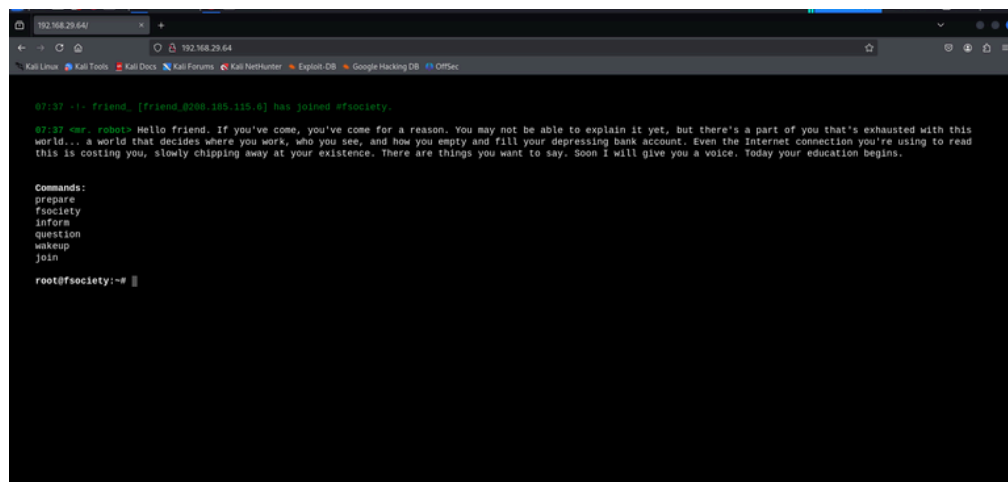 192.168.29.64/
192.168.29.64
Kali Linux Kali Tools Kali Docs Kali Forums Kali NetHunter Exploit-DB Google Hacking DB OffSec
07:37 -!- friend_ [friend_@208.185.115.6] has joined #fsociety.
07:37 <mr. robot> Hello friend. If you've come, you've come for a reason. You may not be able to explain it yet, but there's a part of you that's exhausted with this
world... a world that decides where you work, who you see, and how you empty and fill your depressing bank account. Even the Internet connection you're using to read
this is costing you, slowly chipping away at your existence. There are things you want to say. Soon I will give you a voice. Today your education begins.
Commands:
prepare
fsociety
inform
question
wakeup
join
root@fsociety:~#